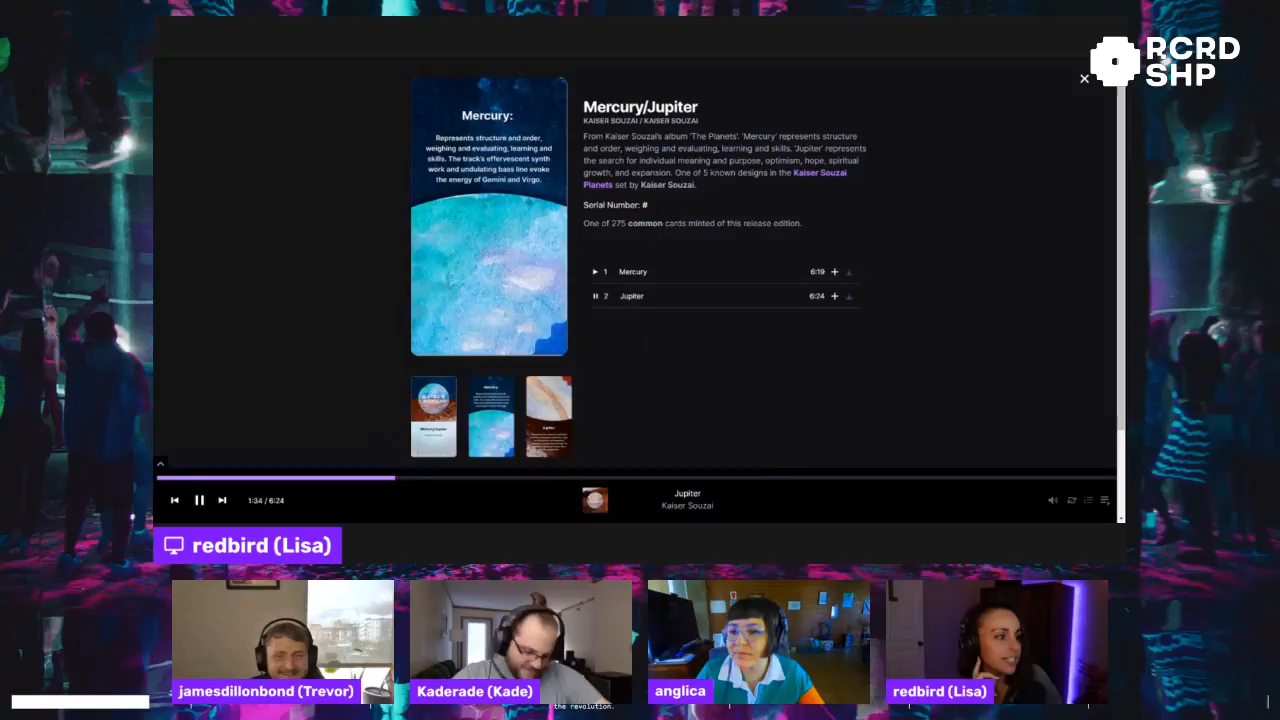 RCRD
SHP
Mercury:
Represents structure and order,
weighing and evaluating, learning and
skills. The track's effervescent synth
work and undulating bass line evoke
the energy of Gemini and Virgo.
Mercury/Jupiter
KAISER SOUZAI / KAISER SOUZAI
From Kaiser Souzai's album 'The Planets'. 'Mercury' represents structure
and order, weighing and evaluating, learning and skills. 'Jupiter' represents
the search for individual meaning and purpose, optimism, hope, spiritual
growth, and expansion. One of 5 known designs in the Kaiser Souzai
Planets set by Kaiser Souzai.
Serial Number: #
One of 275 common cards minted of this release edition.
1 Mercury 6:19
2 Jupiter 6:24
1:34 / 6:24
Jupiter
Kaiser Souzai
redbird (Lisa)
jamesdillonbond (Trevor)
Kaderade (Kade)
anglica
redbird (Lisa)
the revolution.